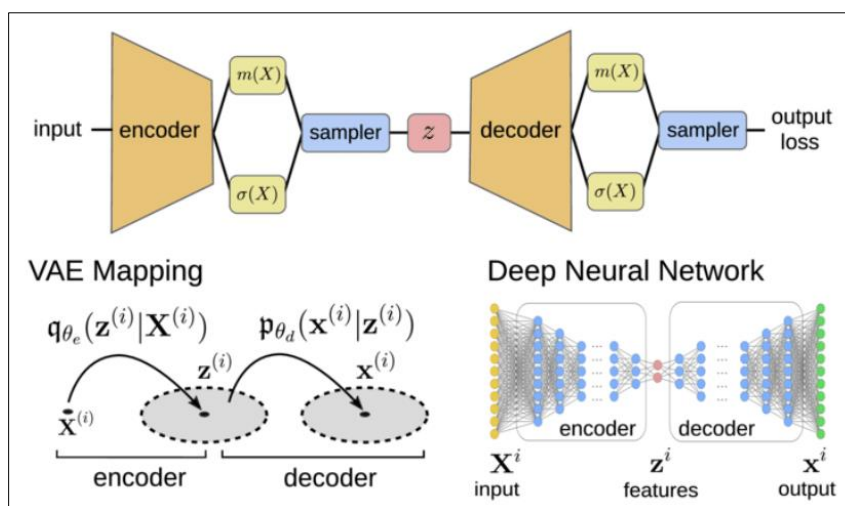 input
encoder
m(X)
σ(X)
sampler
z
decoder
m(X)
σ(X)
sampler
output
loss
VAE Mapping
𝔮_{θ_e}(𝐳^{(i)}|𝐗^{(i)})
𝔭_{θ_d}(𝐱^{(i)}|𝐳^{(i)})
𝐳^{(i)}
𝐱^{(i)}
𝐗^{(i)}
encoder
decoder
Deep Neural Network
... ...
... ...
... ...
encoder
decoder
𝐗^i
𝐳^i
𝐱^i
input
features
output